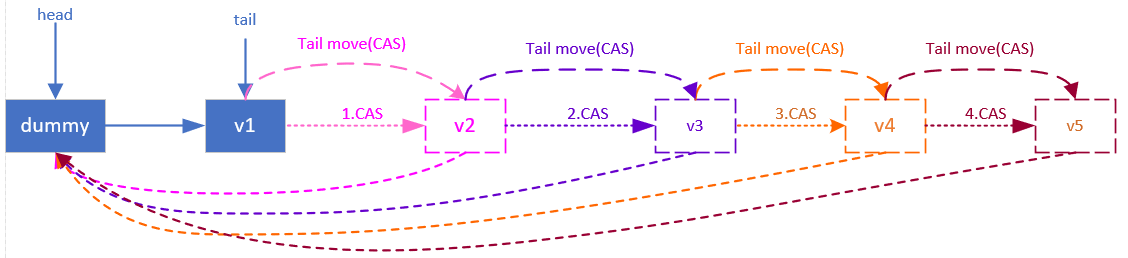 head
tail
Tail move(CAS)
Tail move(CAS)
Tail move(CAS)
Tail move(CAS)
dummy
v1
1.CAS
v2
2.CAS
v3
3.CAS
v4
4.CAS
v5